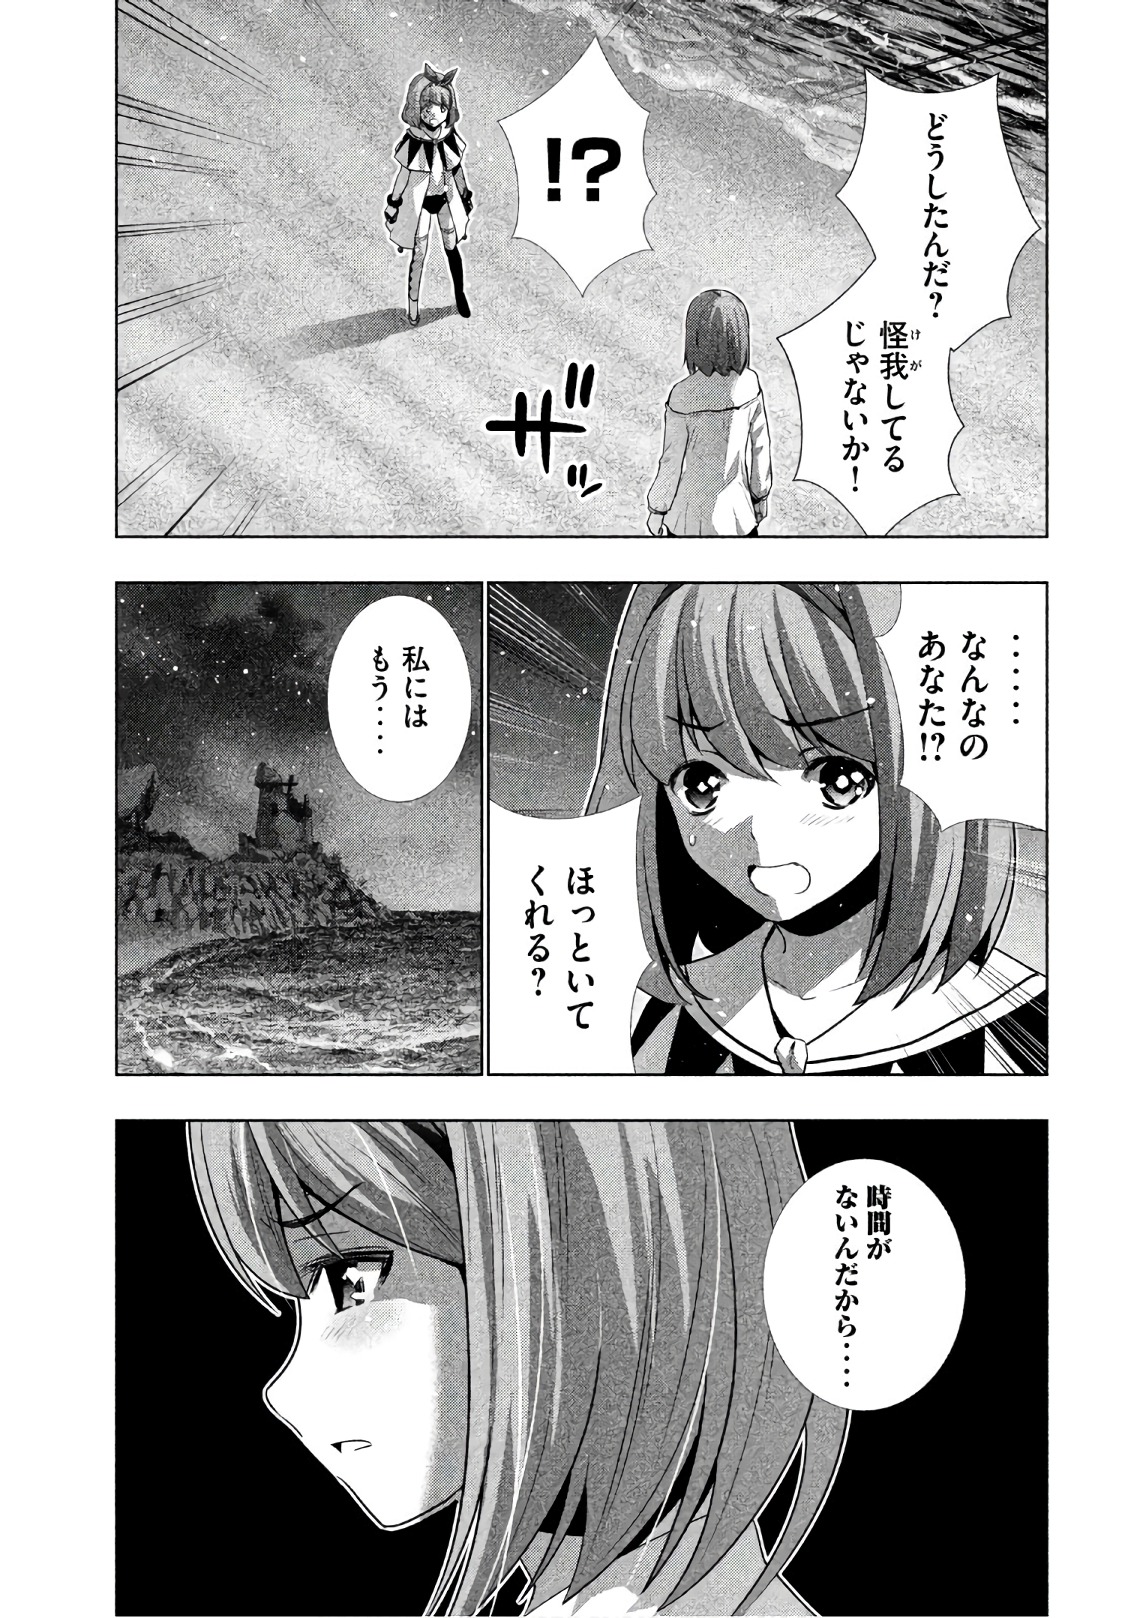 どうしたんだ？
怪我してる
けが
じゃないか！
！？
ザッ
……
なんなの
あなた！？
ほっといて
くれる？
私には
もう‥‥
時間が
ないんだから‥‥